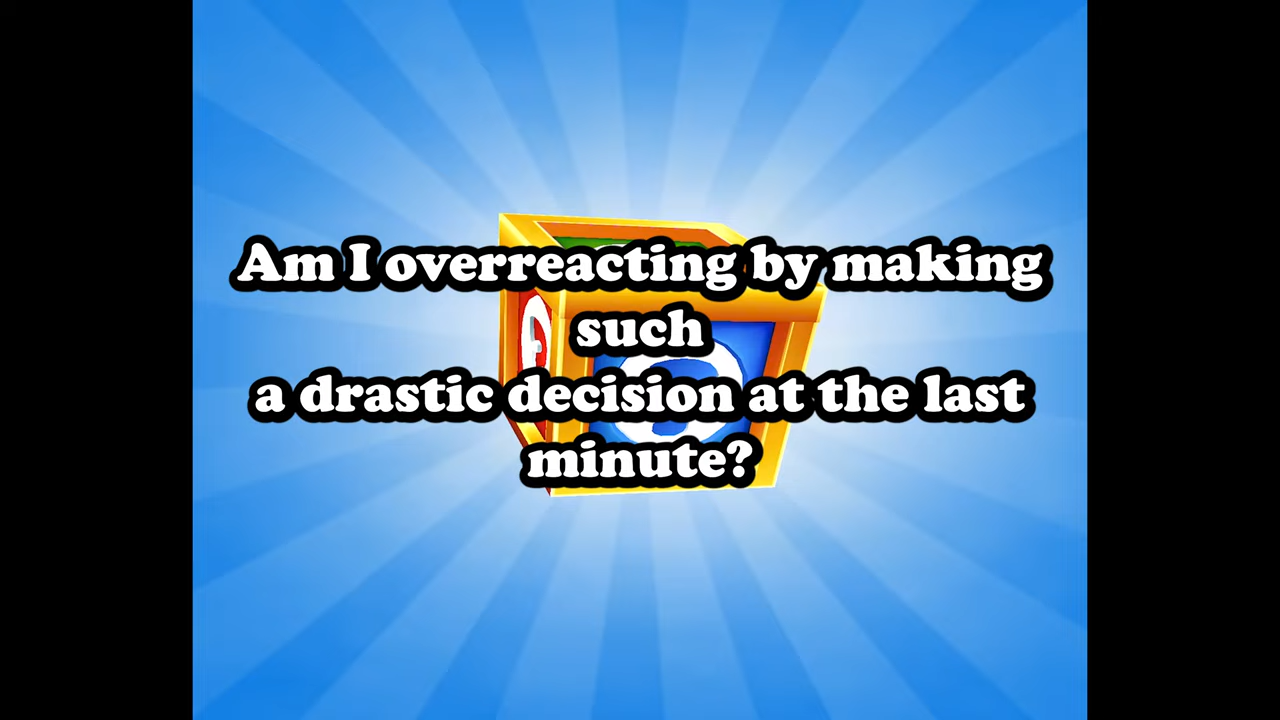 Am I overreacting by making
such
a drastic decision at the last
minute?